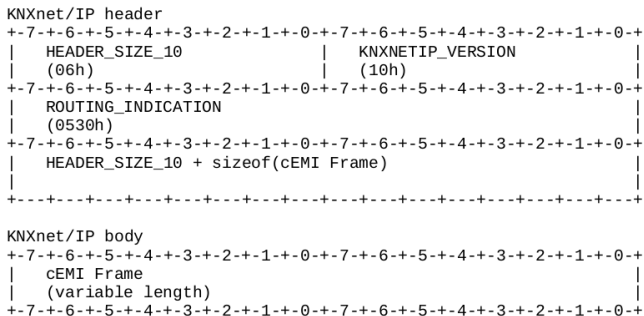 KNXnet/IP header
+-7-+-6-+-5-+-4-+-3-+-2-+-1-+-0-+-7-+-6-+-5-+-4-+-3-+-2-+-1-+-0-+
|   HEADER_SIZE_10              |   KNXNETIP_VERSION            |
|   (06h)                       |   (10h)                       |
+-7-+-6-+-5-+-4-+-3-+-2-+-1-+-0-+-7-+-6-+-5-+-4-+-3-+-2-+-1-+-0-+
|   ROUTING_INDICATION                                          |
|   (0530h)                                                     |
+-7-+-6-+-5-+-4-+-3-+-2-+-1-+-0-+-7-+-6-+-5-+-4-+-3-+-2-+-1-+-0-+
|   HEADER_SIZE_10 + sizeof(cEMI Frame)                         |
|                                                               |
+---+---+---+---+---+---+---+---+---+---+---+---+---+---+---+---+
KNXnet/IP body
+-7-+-6-+-5-+-4-+-3-+-2-+-1-+-0-+-7-+-6-+-5-+-4-+-3-+-2-+-1-+-0-+
|   cEMI Frame                                                  |
|   (variable length)                                           |
+-7-+-6-+-5-+-4-+-3-+-2-+-1-+-0-+-7-+-6-+-5-+-4-+-3-+-2-+-1-+-0-+